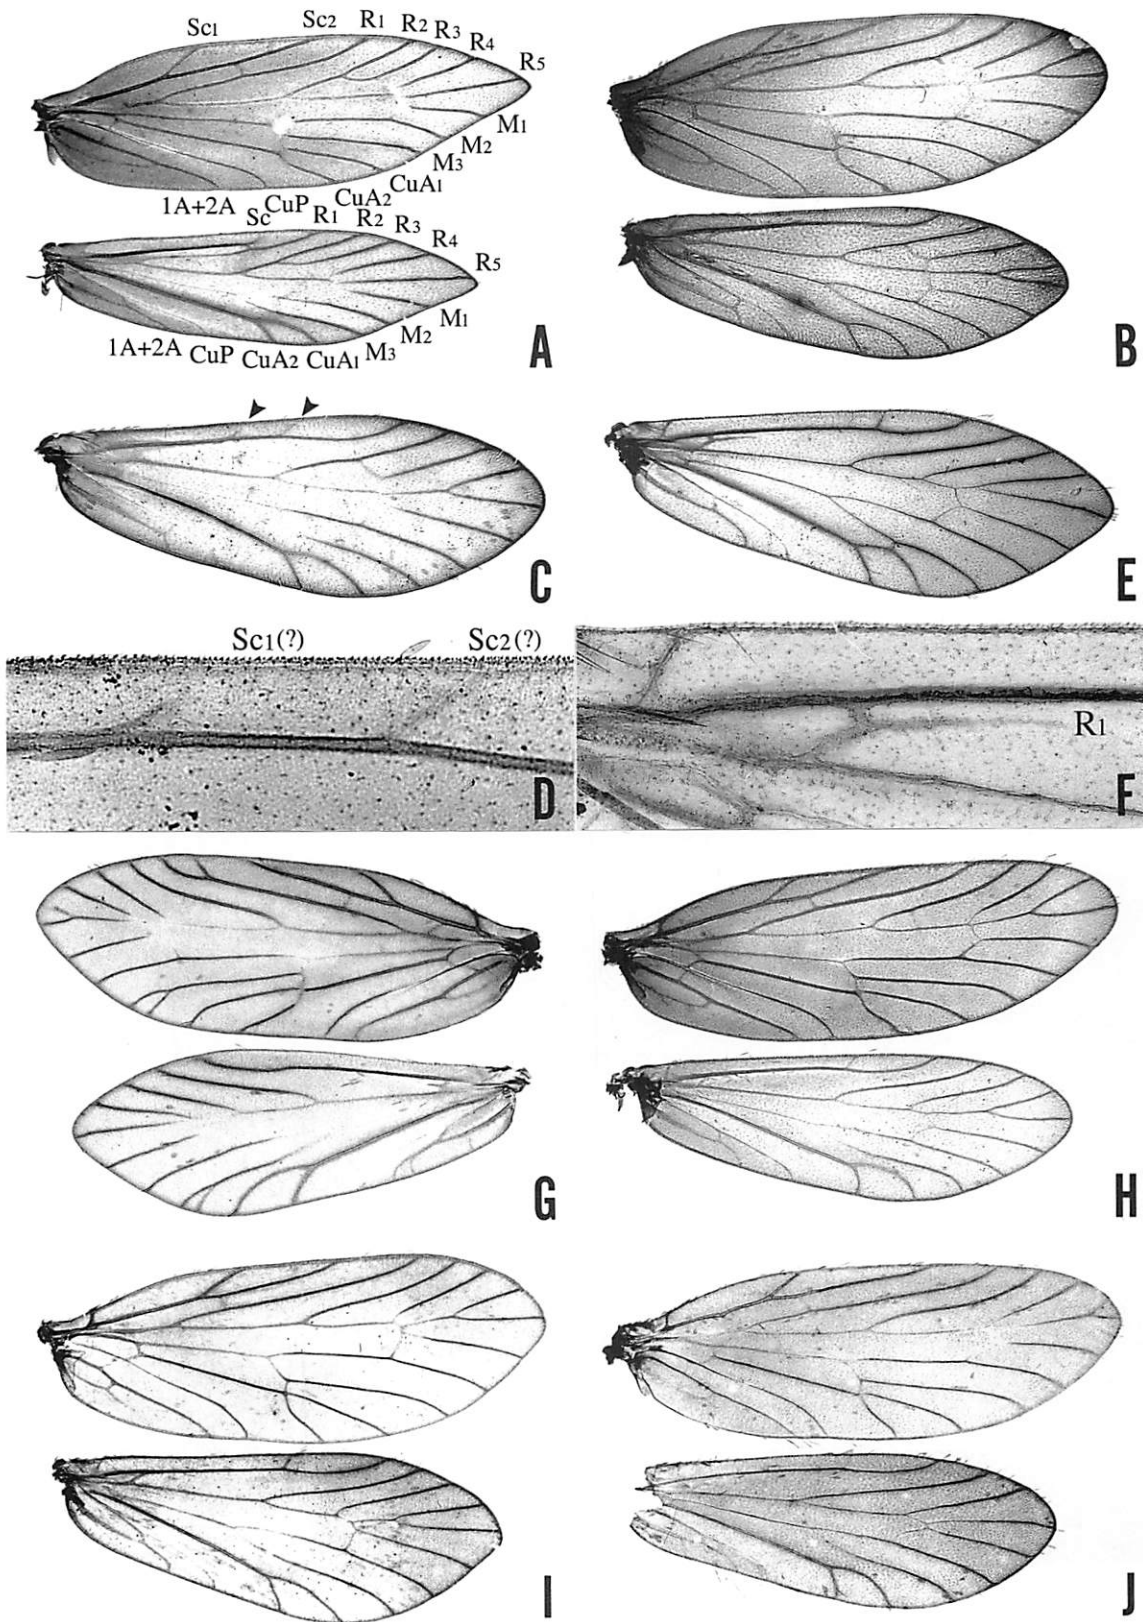 Sc1 Sc2 R1 R2 R3 R4 R5
M1
M2
M3
CuA1
CuA2
CuP
1A+2A
Sc R1 R2 R3 R4 R5
M1
M2
M3
CuA1
CuA2
CuP
1A+2A
A
B
C
E
Sc1(?) Sc2(?)
D
R1
F
G
H
I
J